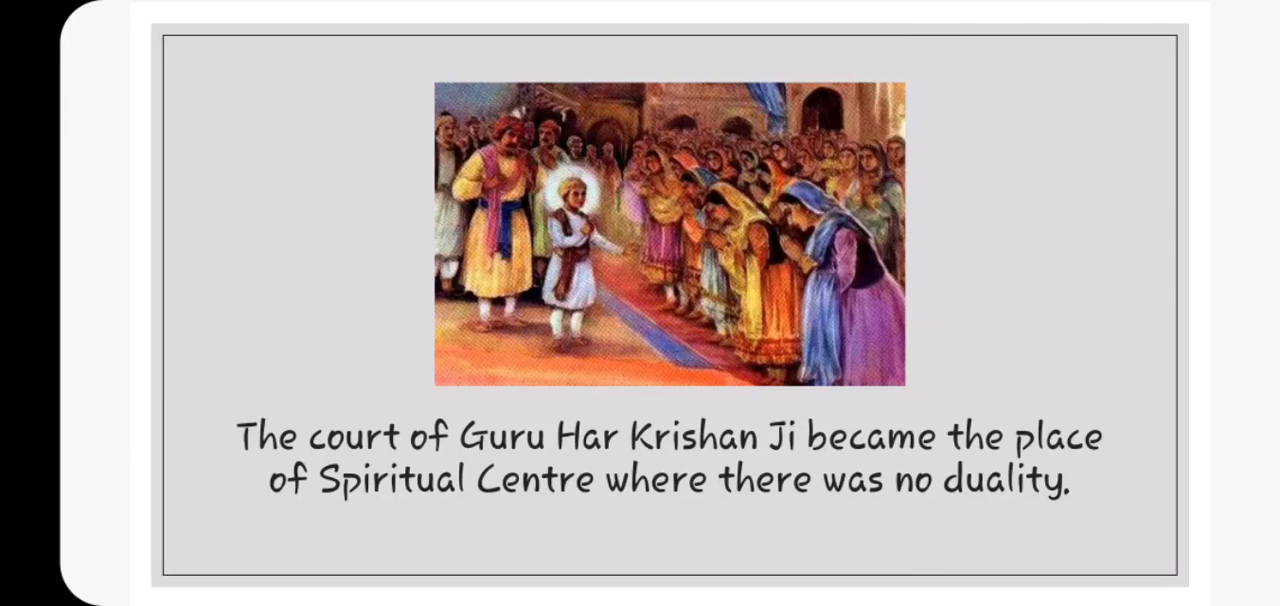 The court of Guru Har Krishan Ji became the place
of Spiritual Centre where there was no duality.